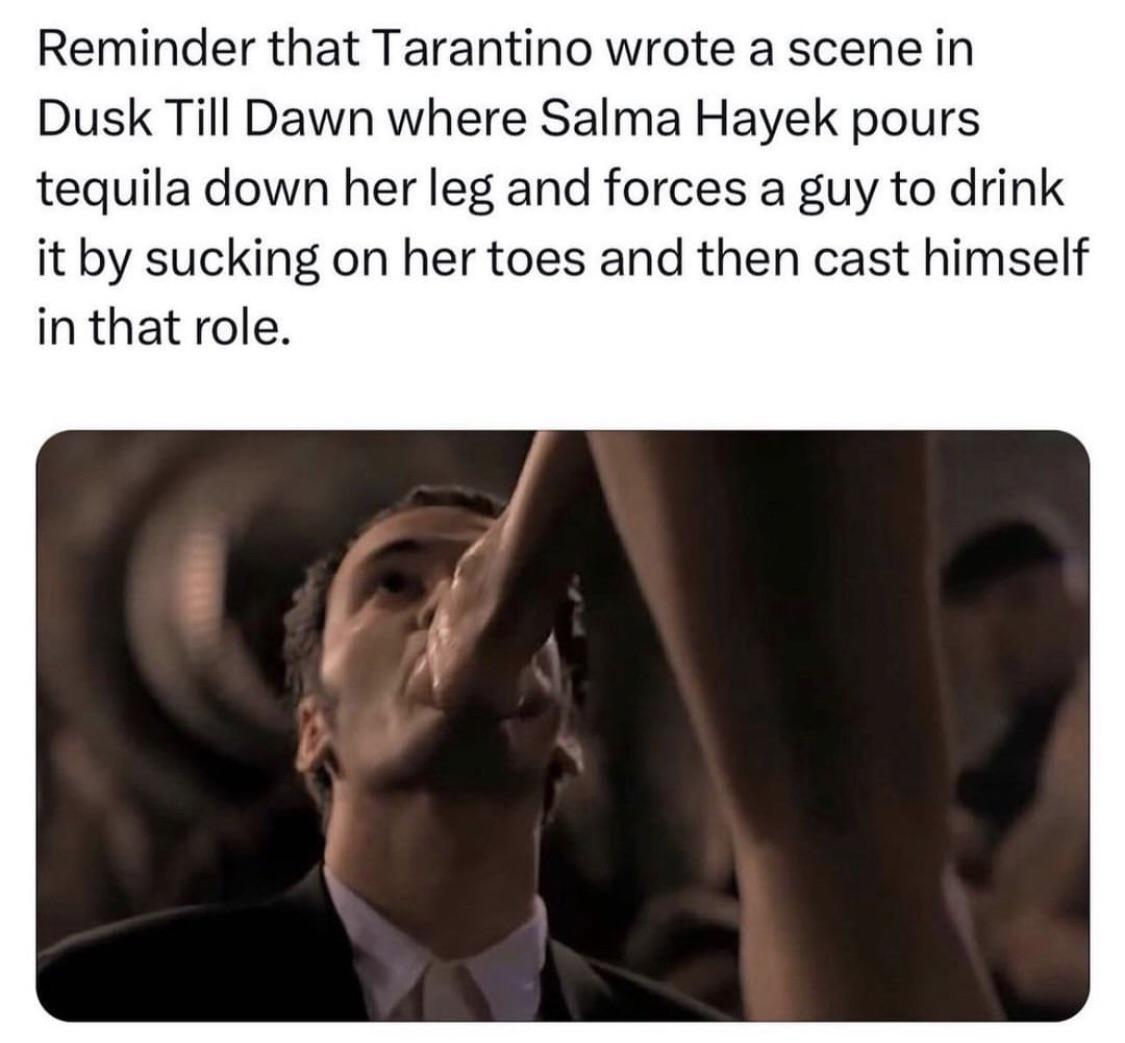 Reminder that Tarantino wrote a scene in
Dusk Till Dawn where Salma Hayek pours
tequila down her leg and forces a guy to drink
it by sucking on her toes and then cast himself
in that role.